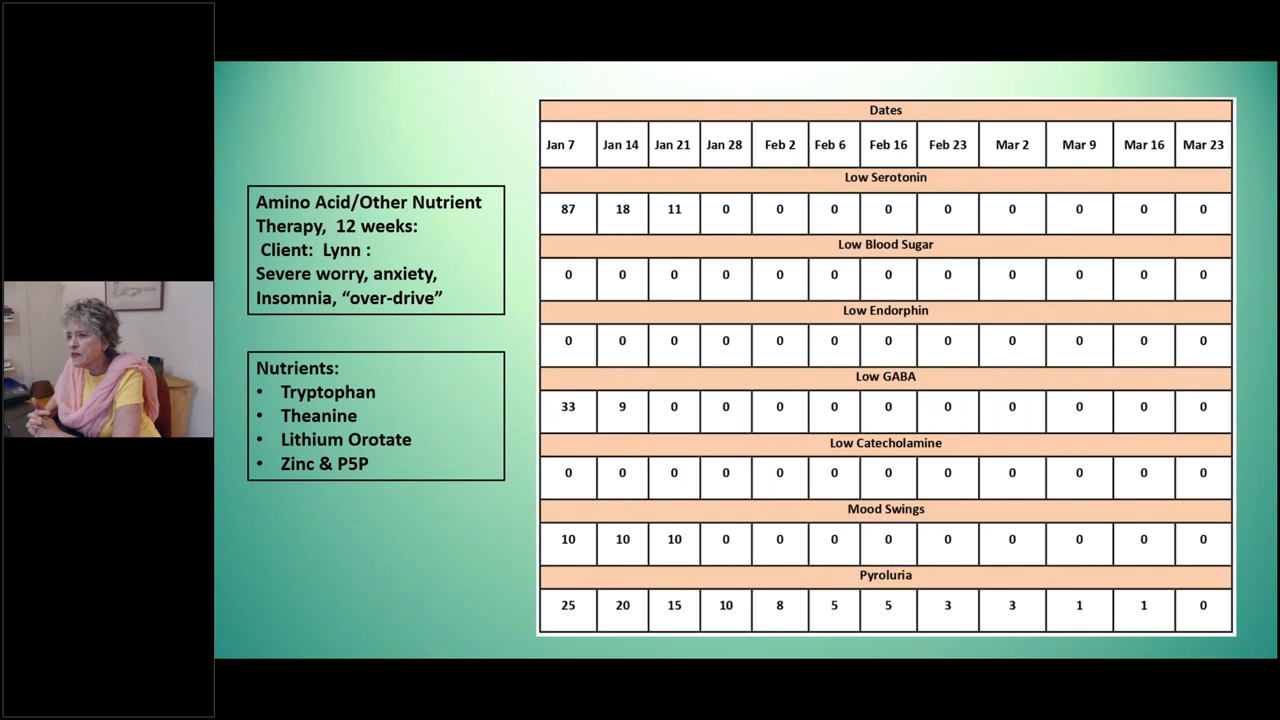 Amino Acid/Other Nutrient
Therapy, 12 weeks:
Client: Lynn :
Severe worry, anxiety,
Insomnia, “over-drive”
Nutrients:
• Tryptophan
• Theanine
• Lithium Orotate
• Zinc & P5P
Dates
Jan 7 Jan 14 Jan 21 Jan 28 Feb 2 Feb 6 Feb 16 Feb 23 Mar 2 Mar 9 Mar 16 Mar 23
Low Serotonin
87 18 11 0 0 0 0 0 0 0 0 0
Low Blood Sugar
0 0 0 0 0 0 0 0 0 0 0 0
Low Endorphin
0 0 0 0 0 0 0 0 0 0 0 0
Low GABA
33 9 0 0 0 0 0 0 0 0 0 0
Low Catecholamine
0 0 0 0 0 0 0 0 0 0 0 0
Mood Swings
10 10 10 0 0 0 0 0 0 0 0 0
Pyroluria
25 20 15 10 8 5 5 3 3 1 1 0